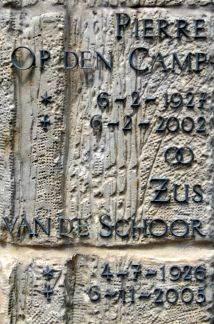 PIERRE
OP DEN CAMP
* 6-2-1927
✝ 6-2-2002
⚭
ZUS
VAN DE SCHOOR
* 4-7-1926
✝ 6-11-2003